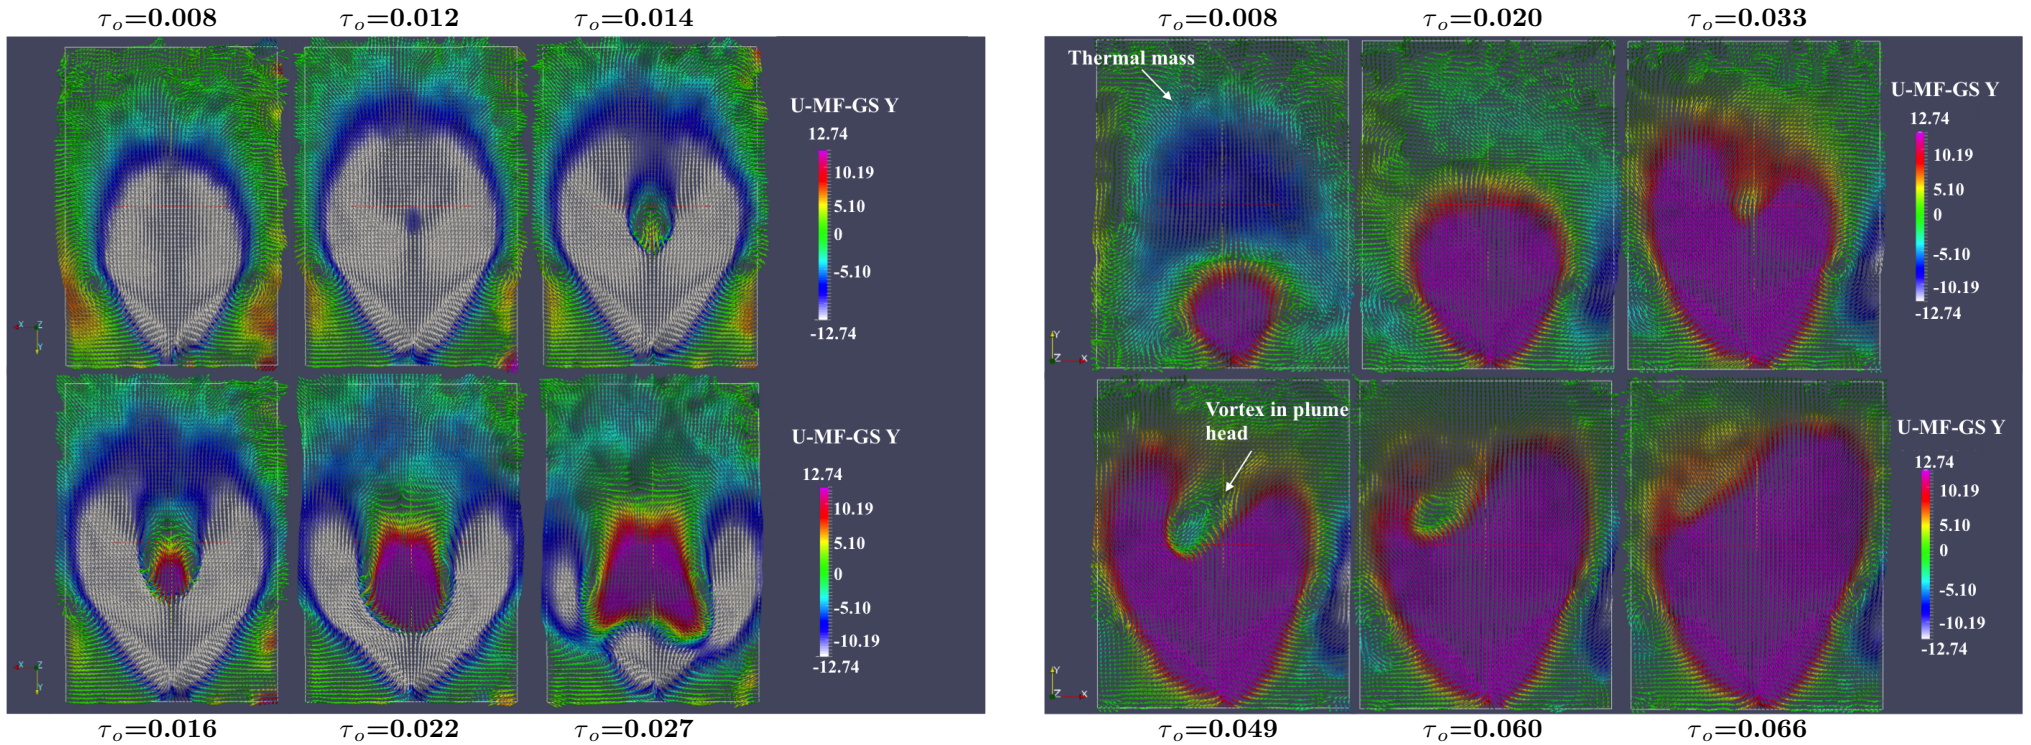 τₒ=0.008 τₒ=0.012 τₒ=0.014
U-MF-GS Y
12.74
10.19
5.10
0
-5.10
-12.74
X Z
Y
U-MF-GS Y
12.74
10.19
5.10
0
-5.10
-10.19
-12.74
X Z
Y
τₒ=0.016 τₒ=0.022 τₒ=0.027
τₒ=0.008 τₒ=0.020 τₒ=0.033
Thermal mass
U-MF-GS Y
12.74
10.19
5.10
0
-5.10
-10.19
-12.74
Y
Z X
Vortex in plume
head
U-MF-GS Y
12.74
10.19
5.10
0
-5.10
-10.19
-12.74
Y
Z X
τₒ=0.049 τₒ=0.060 τₒ=0.066